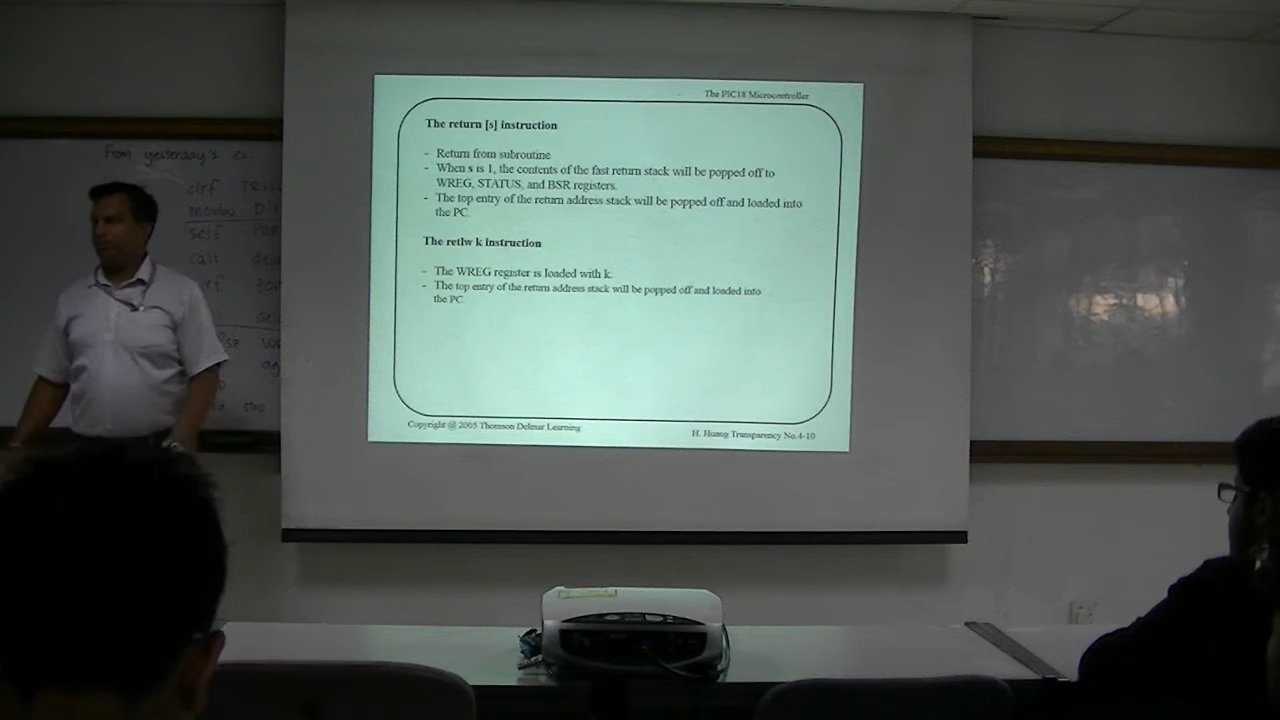 The PIC18 Microcontroller
The return [s] instruction
- Return from subroutine
- When s is 1, the contents of the fast return stack will be popped off to
WREG, STATUS, and BSR registers.
- The top entry of the return address stack will be popped off and loaded into
the PC.
The retlw k instruction
- The WREG register is loaded with k.
- The top entry of the return address stack will be popped off and loaded into
the PC.
Copyright @ 2005 Thomson Delmar Learning
H. Huang Transparency No.4-10
From yesterday's ex.
clrf TRIS
movlw
setf
call